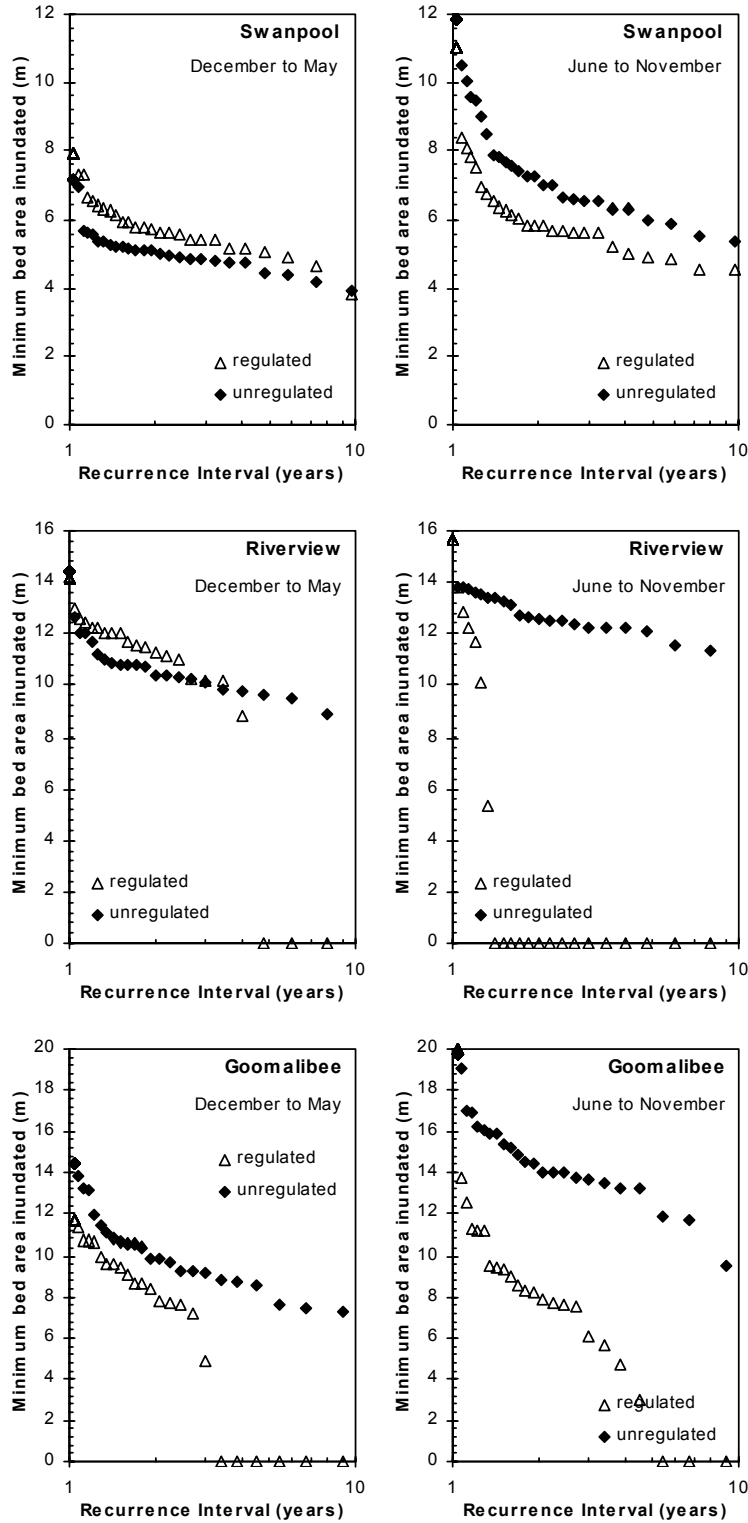 Swanpool
December to May
Minimum bed area inundated (m)
12
10
8
6
4
2
0
regulated
unregulated
1
10
Recurrence Interval (years)
Swanpool
June to November
Minimum bed area inundated (m)
12
10
8
6
4
2
0
regulated
unregulated
1
10
Recurrence Interval (years)
Riverview
December to May
Minimum bed area inundated (m)
16
14
12
10
8
6
4
2
0
regulated
unregulated
1
10
Recurrence Interval (years)
Riverview
June to November
Minimum bed area inundated (m)
16
14
12
10
8
6
4
2
0
regulated
unregulated
1
10
Recurrence Interval (years)
Goomalibee
December to May
Minimum bed area inundated (m)
20
18
16
14
12
10
8
6
4
2
0
regulated
unregulated
1
10
Recurrence Interval (years)
Goomalibee
June to November
Minimum bed area inundated (m)
20
18
16
14
12
10
8
6
4
2
0
regulated
unregulated
1
10
Recurrence Interval (years)